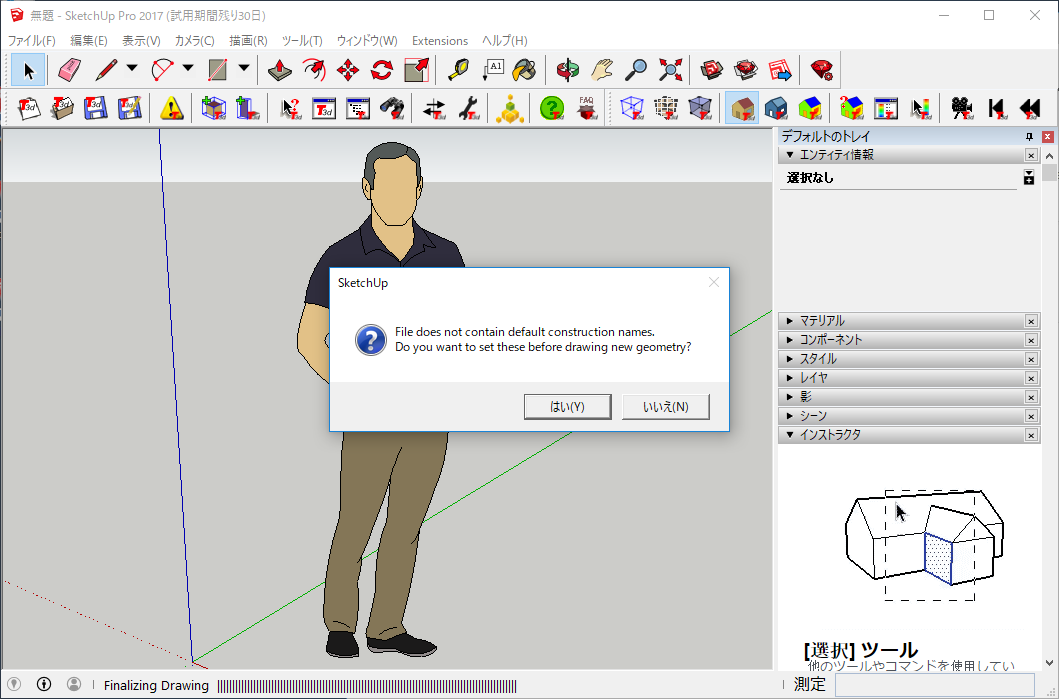 無題 - SketchUp Pro 2017 (試用期間残り30日)
ファイル(F) 編集(E) 表示(V) カメラ(C) 描画(R) ツール(T) ウィンドウ(W) Extensions ヘルプ(H)
A1
T3d
T3d
T3d
T3d
T3d
FAQ
デフォルトのトレイ
エンティティ情報
選択なし
SketchUp
File does not contain default construction names.
Do you want to set these before drawing new geometry?
はい(Y) いいえ(N)
マテリアル
コンポーネント
スタイル
レイヤ
影
シーン
インストラクタ
[選択] ツール
他のツールやコマンドを使用してい
Finalizing Drawing ||||||||||||||||||||||||||||||||||||||||||||||||||||||||||||||||||||||||||||||||||||||||||||||||||||
測定